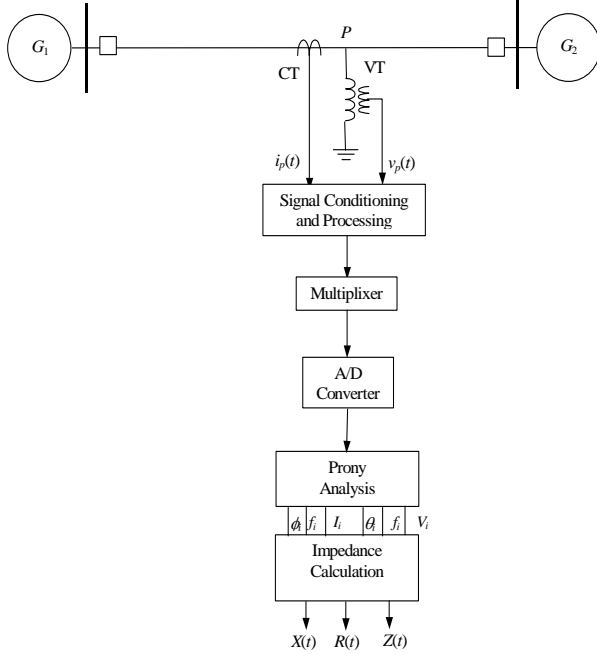 G1 P G2
CT VT
ip(t) vp(t)
Signal Conditioning
and Processing
Multiplixer
A/D
Converter
Prony
Analysis
ϕi fi Ii θi fi Vi
Impedance
Calculation
X(t) R(t) Z(t)